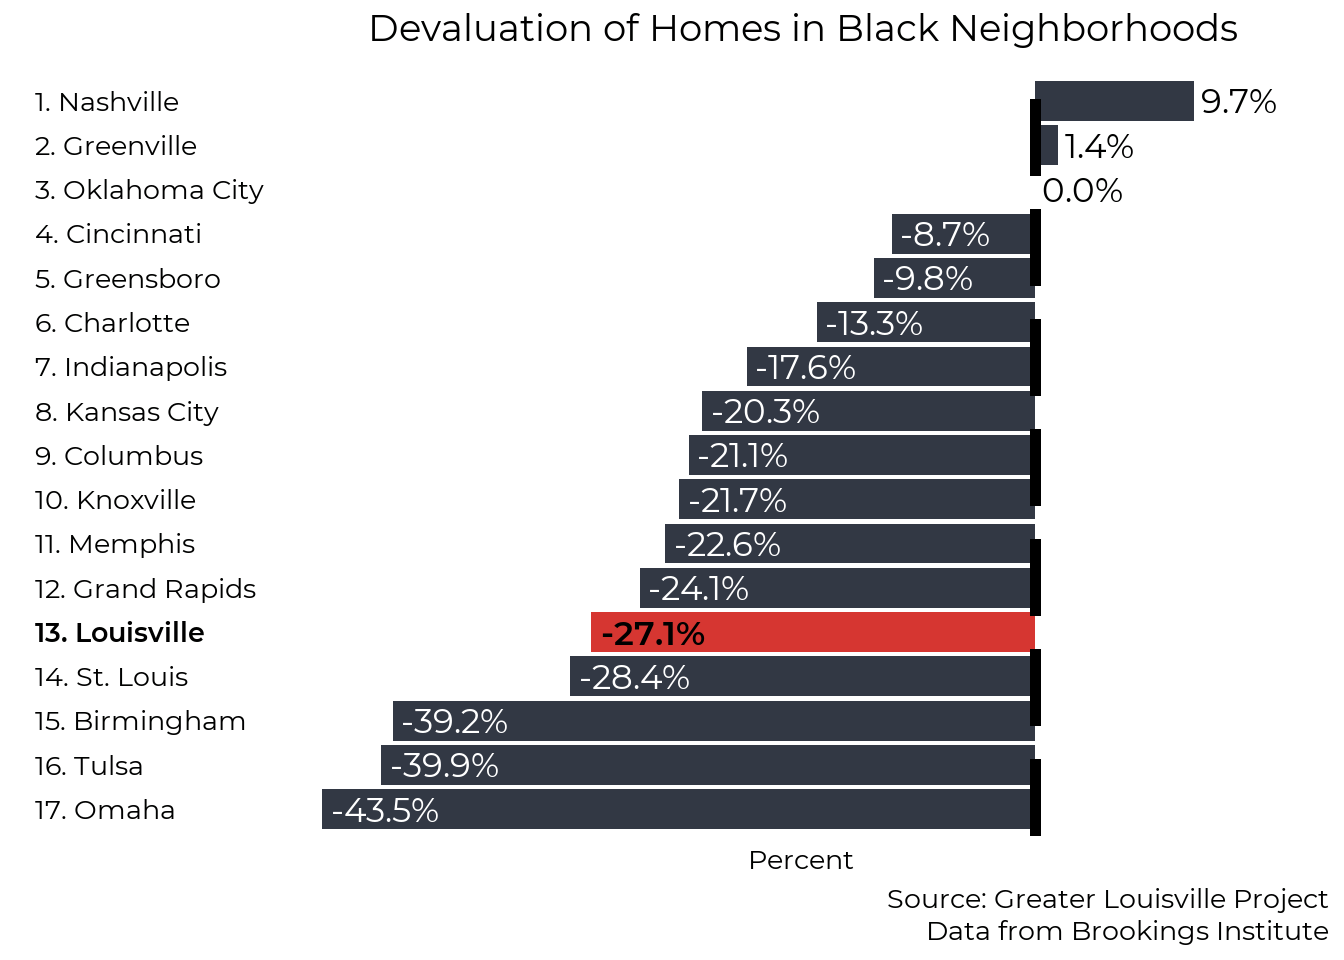 Devaluation of Homes in Black Neighborhoods
1. Nashville 9.7%
2. Greenville 1.4%
3. Oklahoma City 0.0%
4. Cincinnati -8.7%
5. Greensboro -9.8%
6. Charlotte -13.3%
7. Indianapolis -17.6%
8. Kansas City -20.3%
9. Columbus -21.1%
10. Knoxville -21.7%
11. Memphis -22.6%
12. Grand Rapids -24.1%
13. Louisville -27.1%
14. St. Louis -28.4%
15. Birmingham -39.2%
16. Tulsa -39.9%
17. Omaha -43.5%
Percent
Source: Greater Louisville Project
Data from Brookings Institute